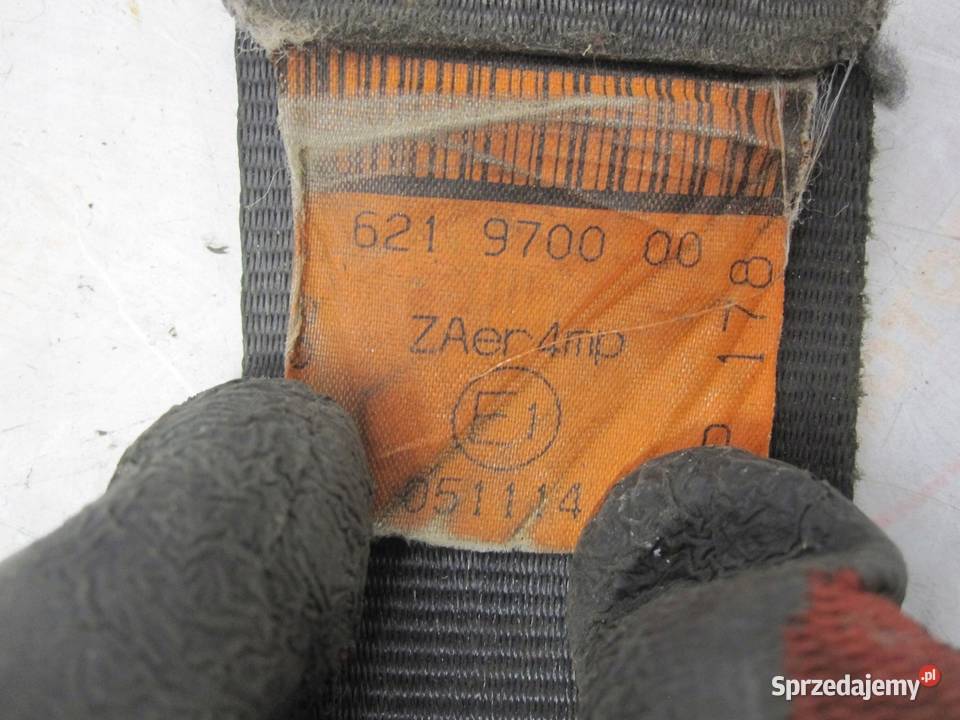 621 9700 00
ZAer4mp
E1
051114
178
Sprzedajemy.pl